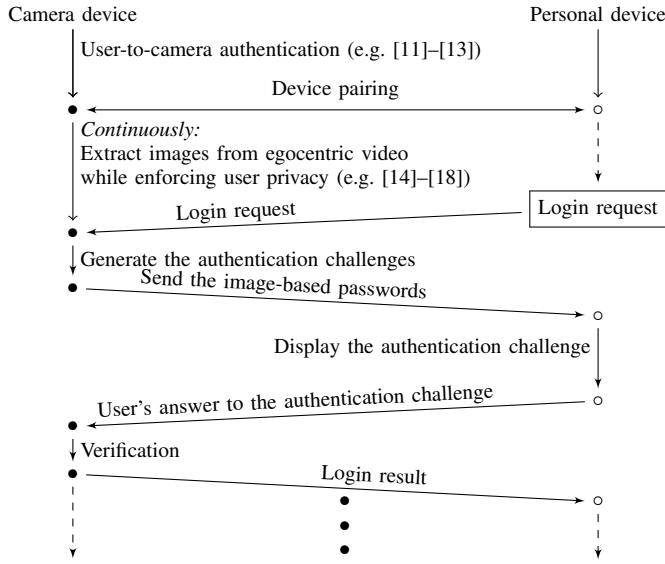 Camera device
Personal device
User-to-camera authentication (e.g. [11]–[13])
Device pairing
Continuously:
Extract images from egocentric video
while enforcing user privacy (e.g. [14]–[18])
Login request
Login request
Generate the authentication challenges
Send the image-based passwords
Display the authentication challenge
User's answer to the authentication challenge
Verification
Login result